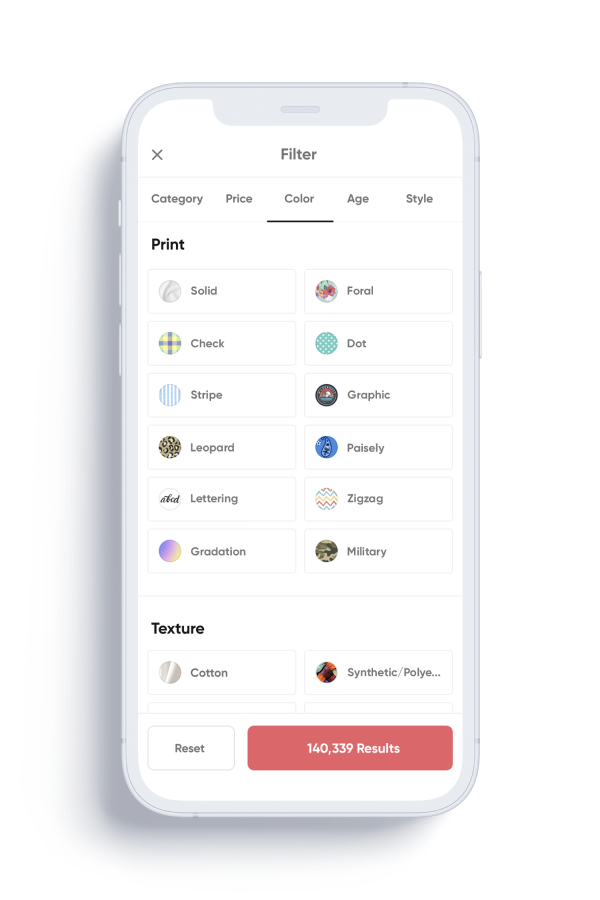 Filter
Category Price Color Age Style
Print
Solid Foral
Check Dot
Stripe Graphic
Leopard Paisely
abcd Lettering Zigzag
Gradation Military
Texture
Cotton Synthetic/Polye...
Reset 140,339 Results